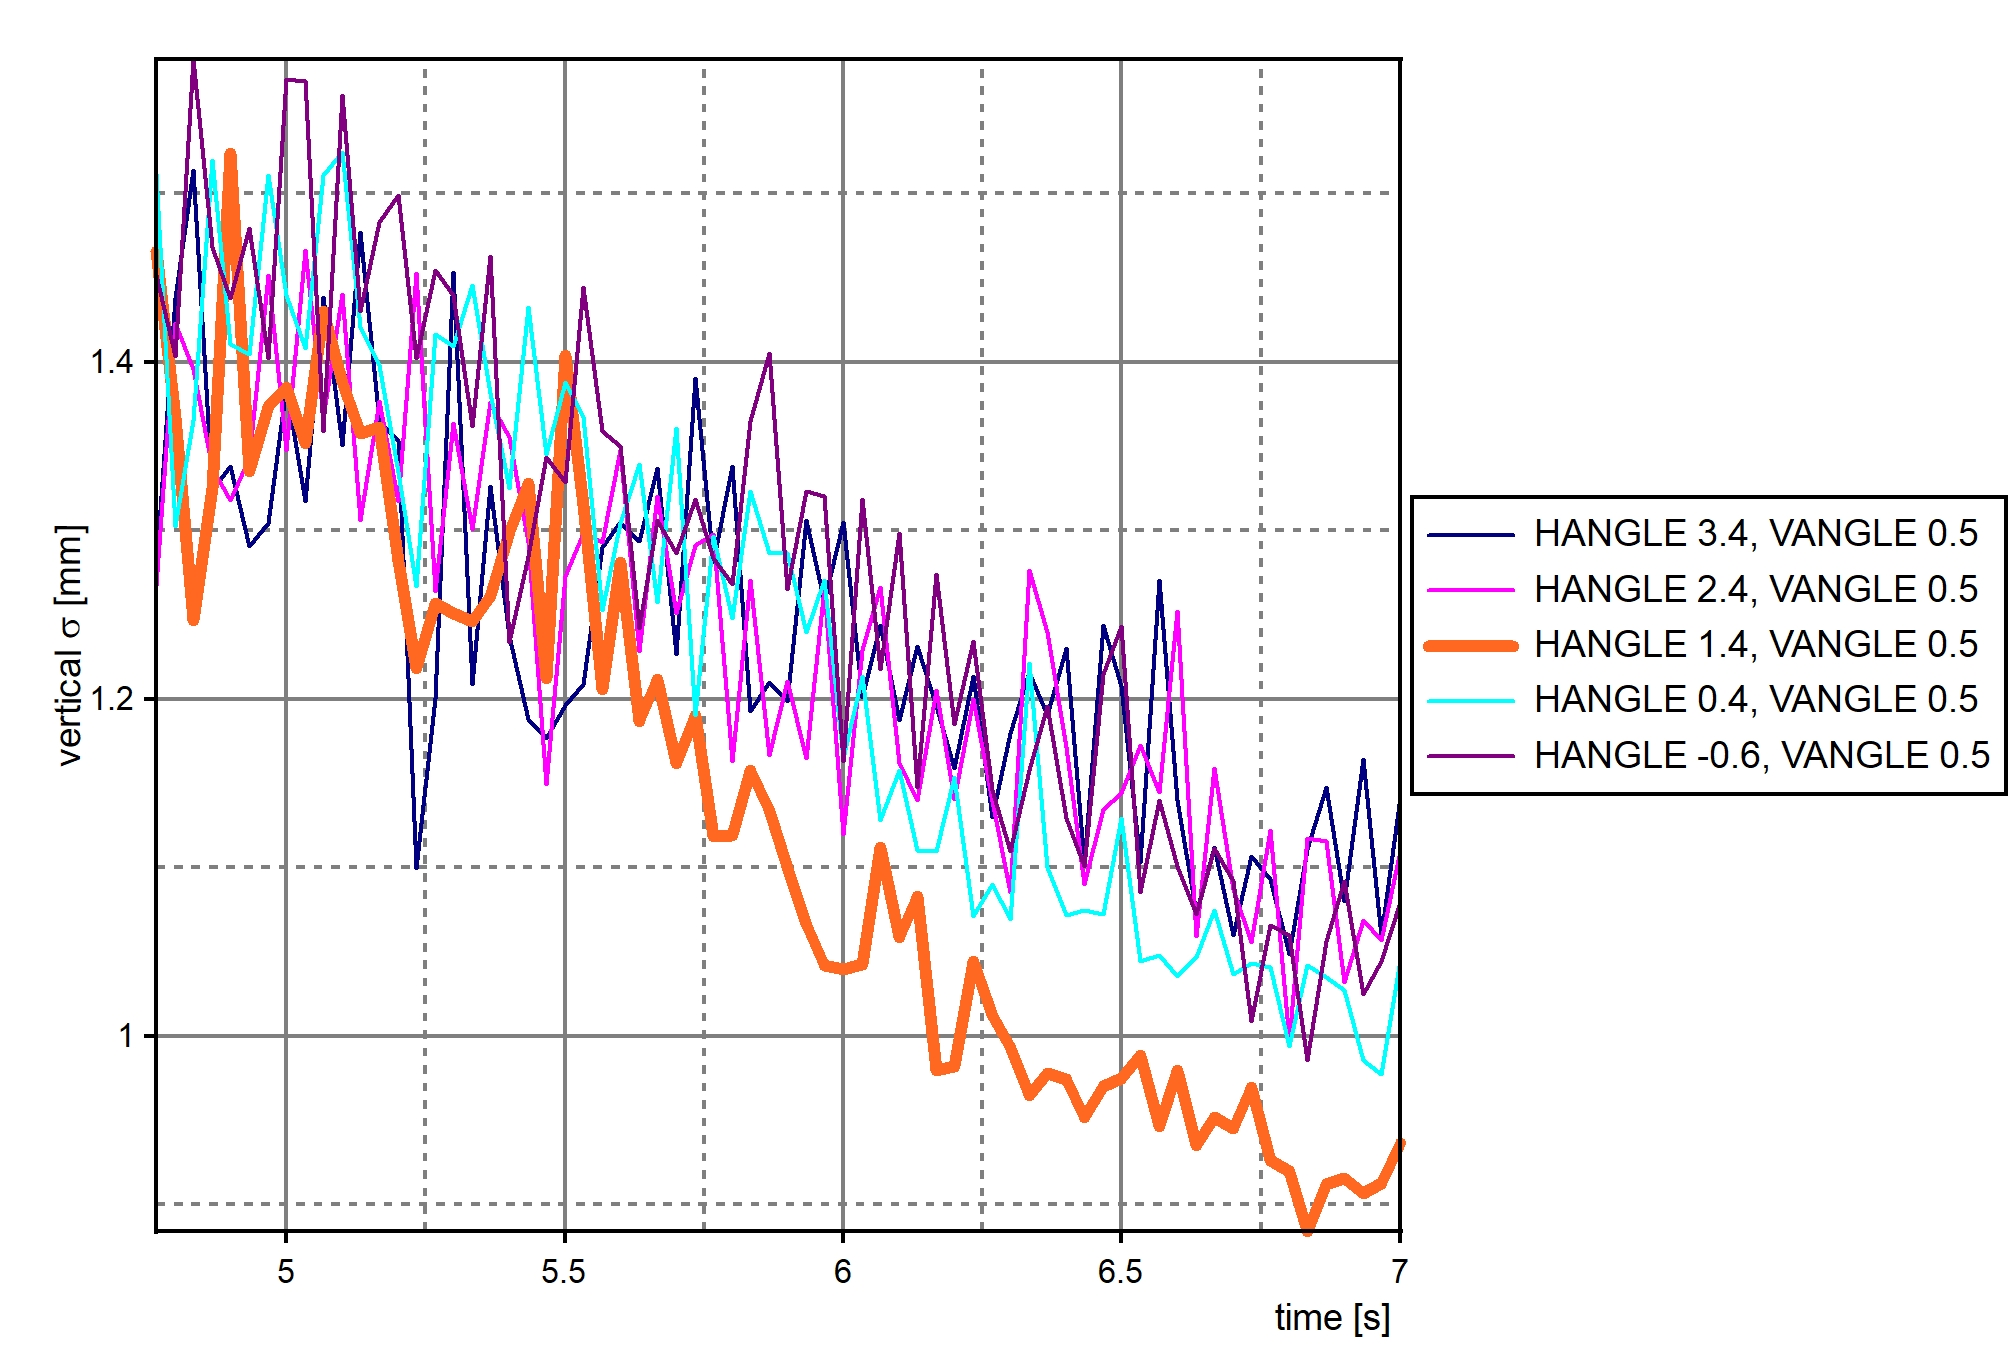 1.4
1.2
1
vertical σ [mm]
5
5.5
6
6.5
7
time [s]
HANGLE 3.4, VANGLE 0.5
HANGLE 2.4, VANGLE 0.5
HANGLE 1.4, VANGLE 0.5
HANGLE 0.4, VANGLE 0.5
HANGLE -0.6, VANGLE 0.5